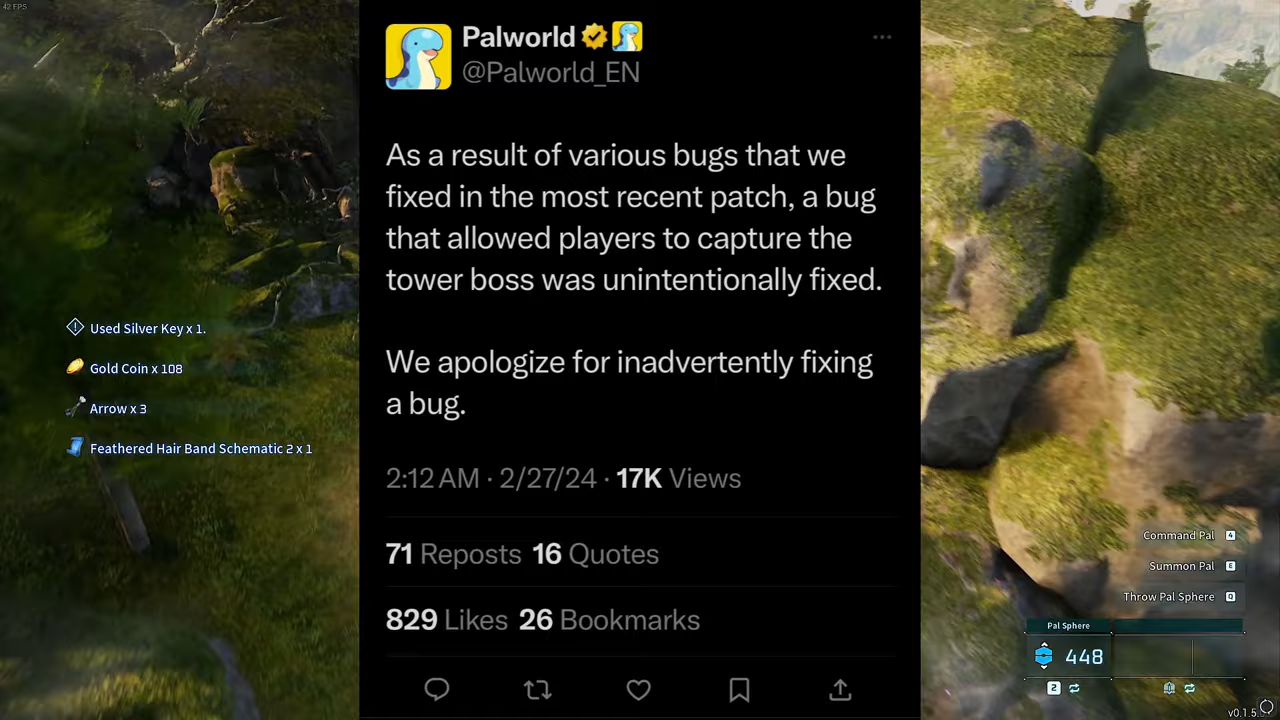 42 FPS
Palworld
@Palworld_EN
As a result of various bugs that we
fixed in the most recent patch, a bug
that allowed players to capture the
tower boss was unintentionally fixed.
We apologize for inadvertently fixing
a bug.
2:12 AM · 2/27/24 · 17K Views
71 Reposts 16 Quotes
829 Likes 26 Bookmarks
Used Silver Key x 1.
Gold Coin x 108
Arrow x 3
Feathered Hair Band Schematic 2 x 1
Command Pal 4
Summon Pal E
Throw Pal Sphere Q
Pal Sphere
448
2
v0.1.5